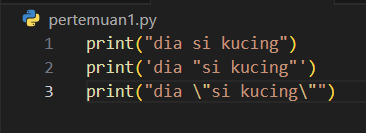 pertemuan1.py
1 print("dia si kucing")
2 print('dia "si kucing"')
3 print("dia \"si kucing\"")